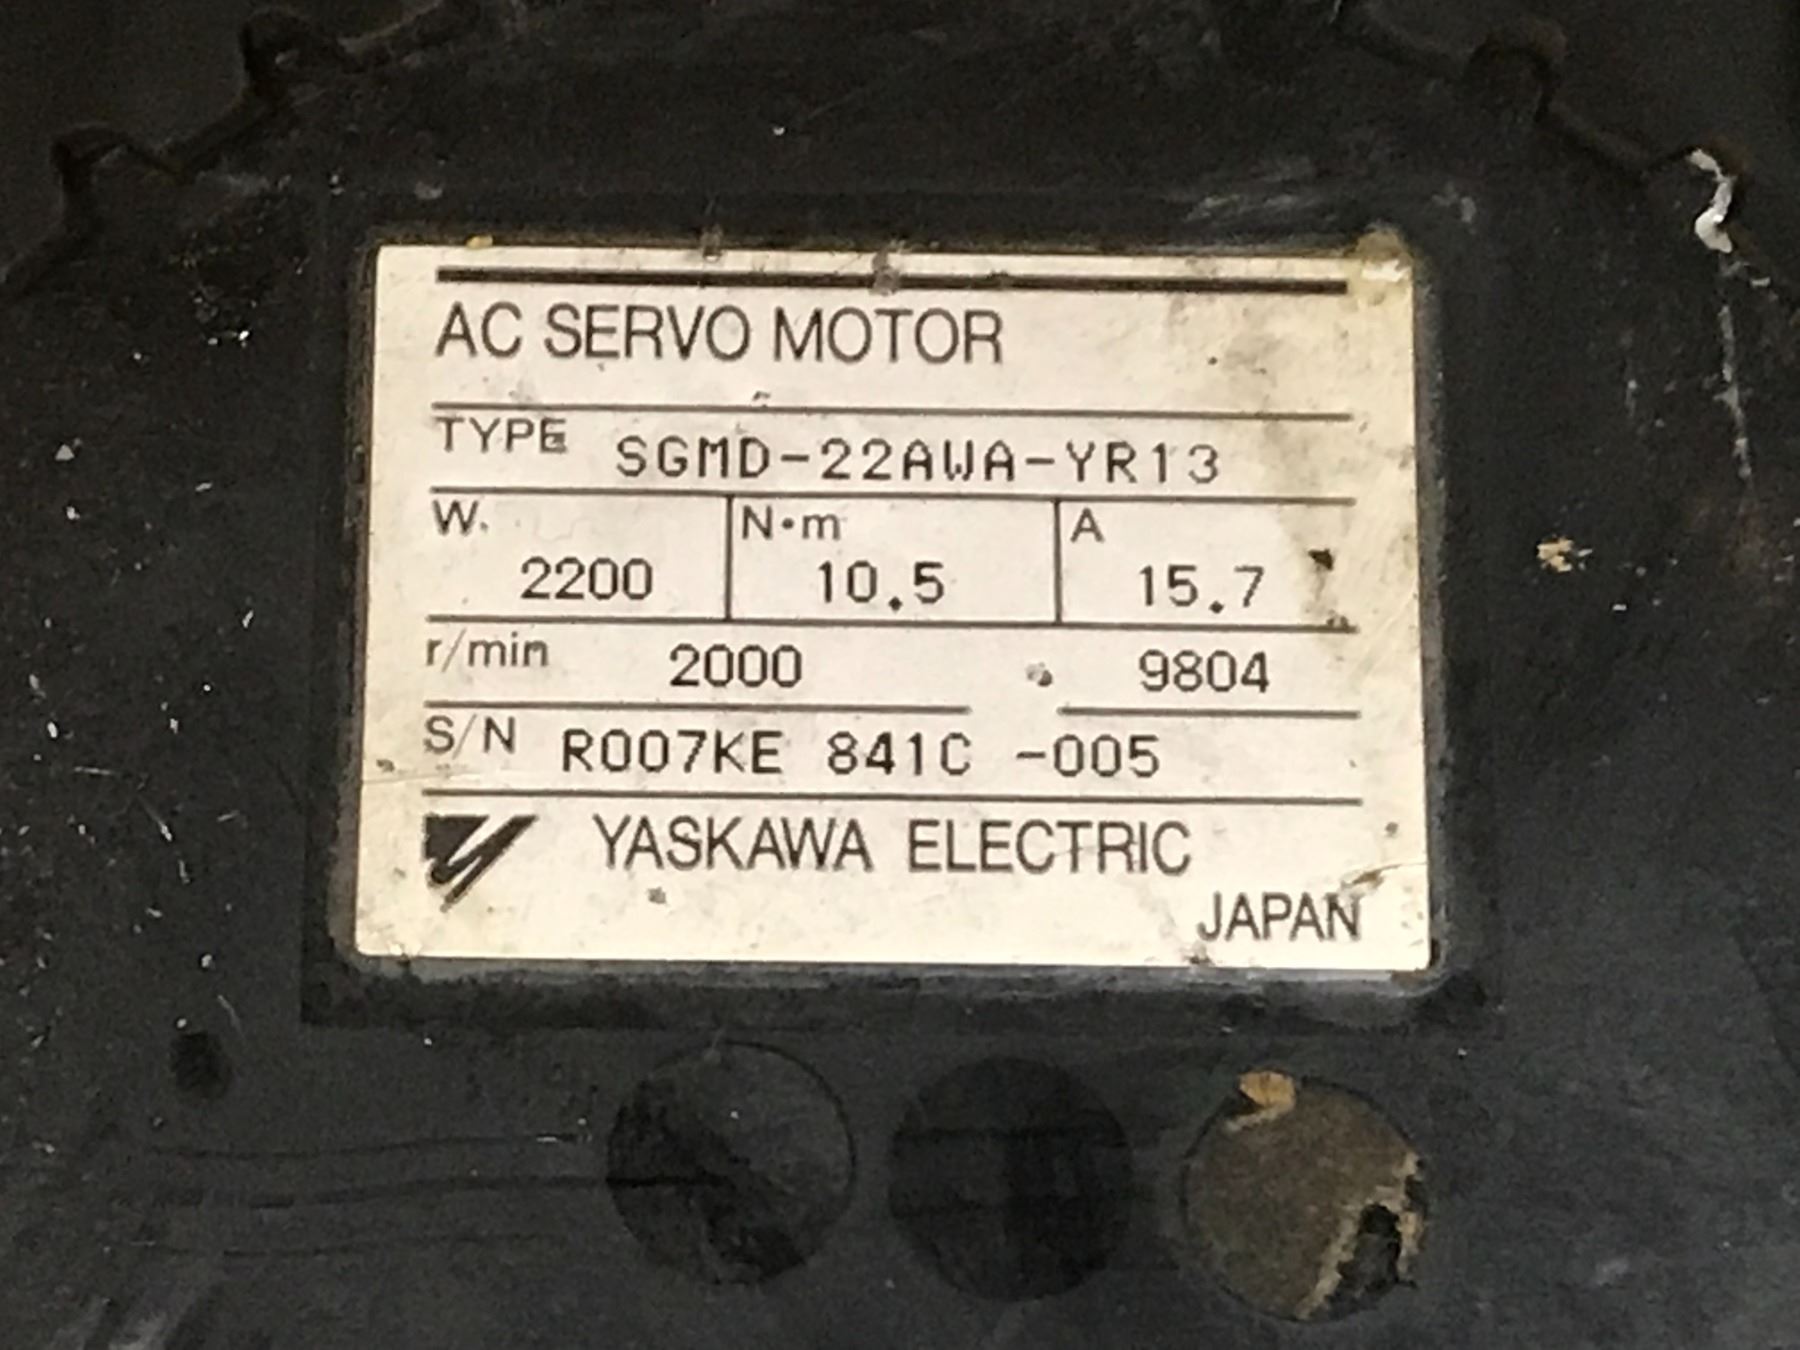 AC SERVO MOTOR
TYPE SGMD-22AWA-YR13
W. N·m A
2200 10.5 15.7
r/min 2000 9804
S/N R007KE 841C -005
YASKAWA ELECTRIC
JAPAN